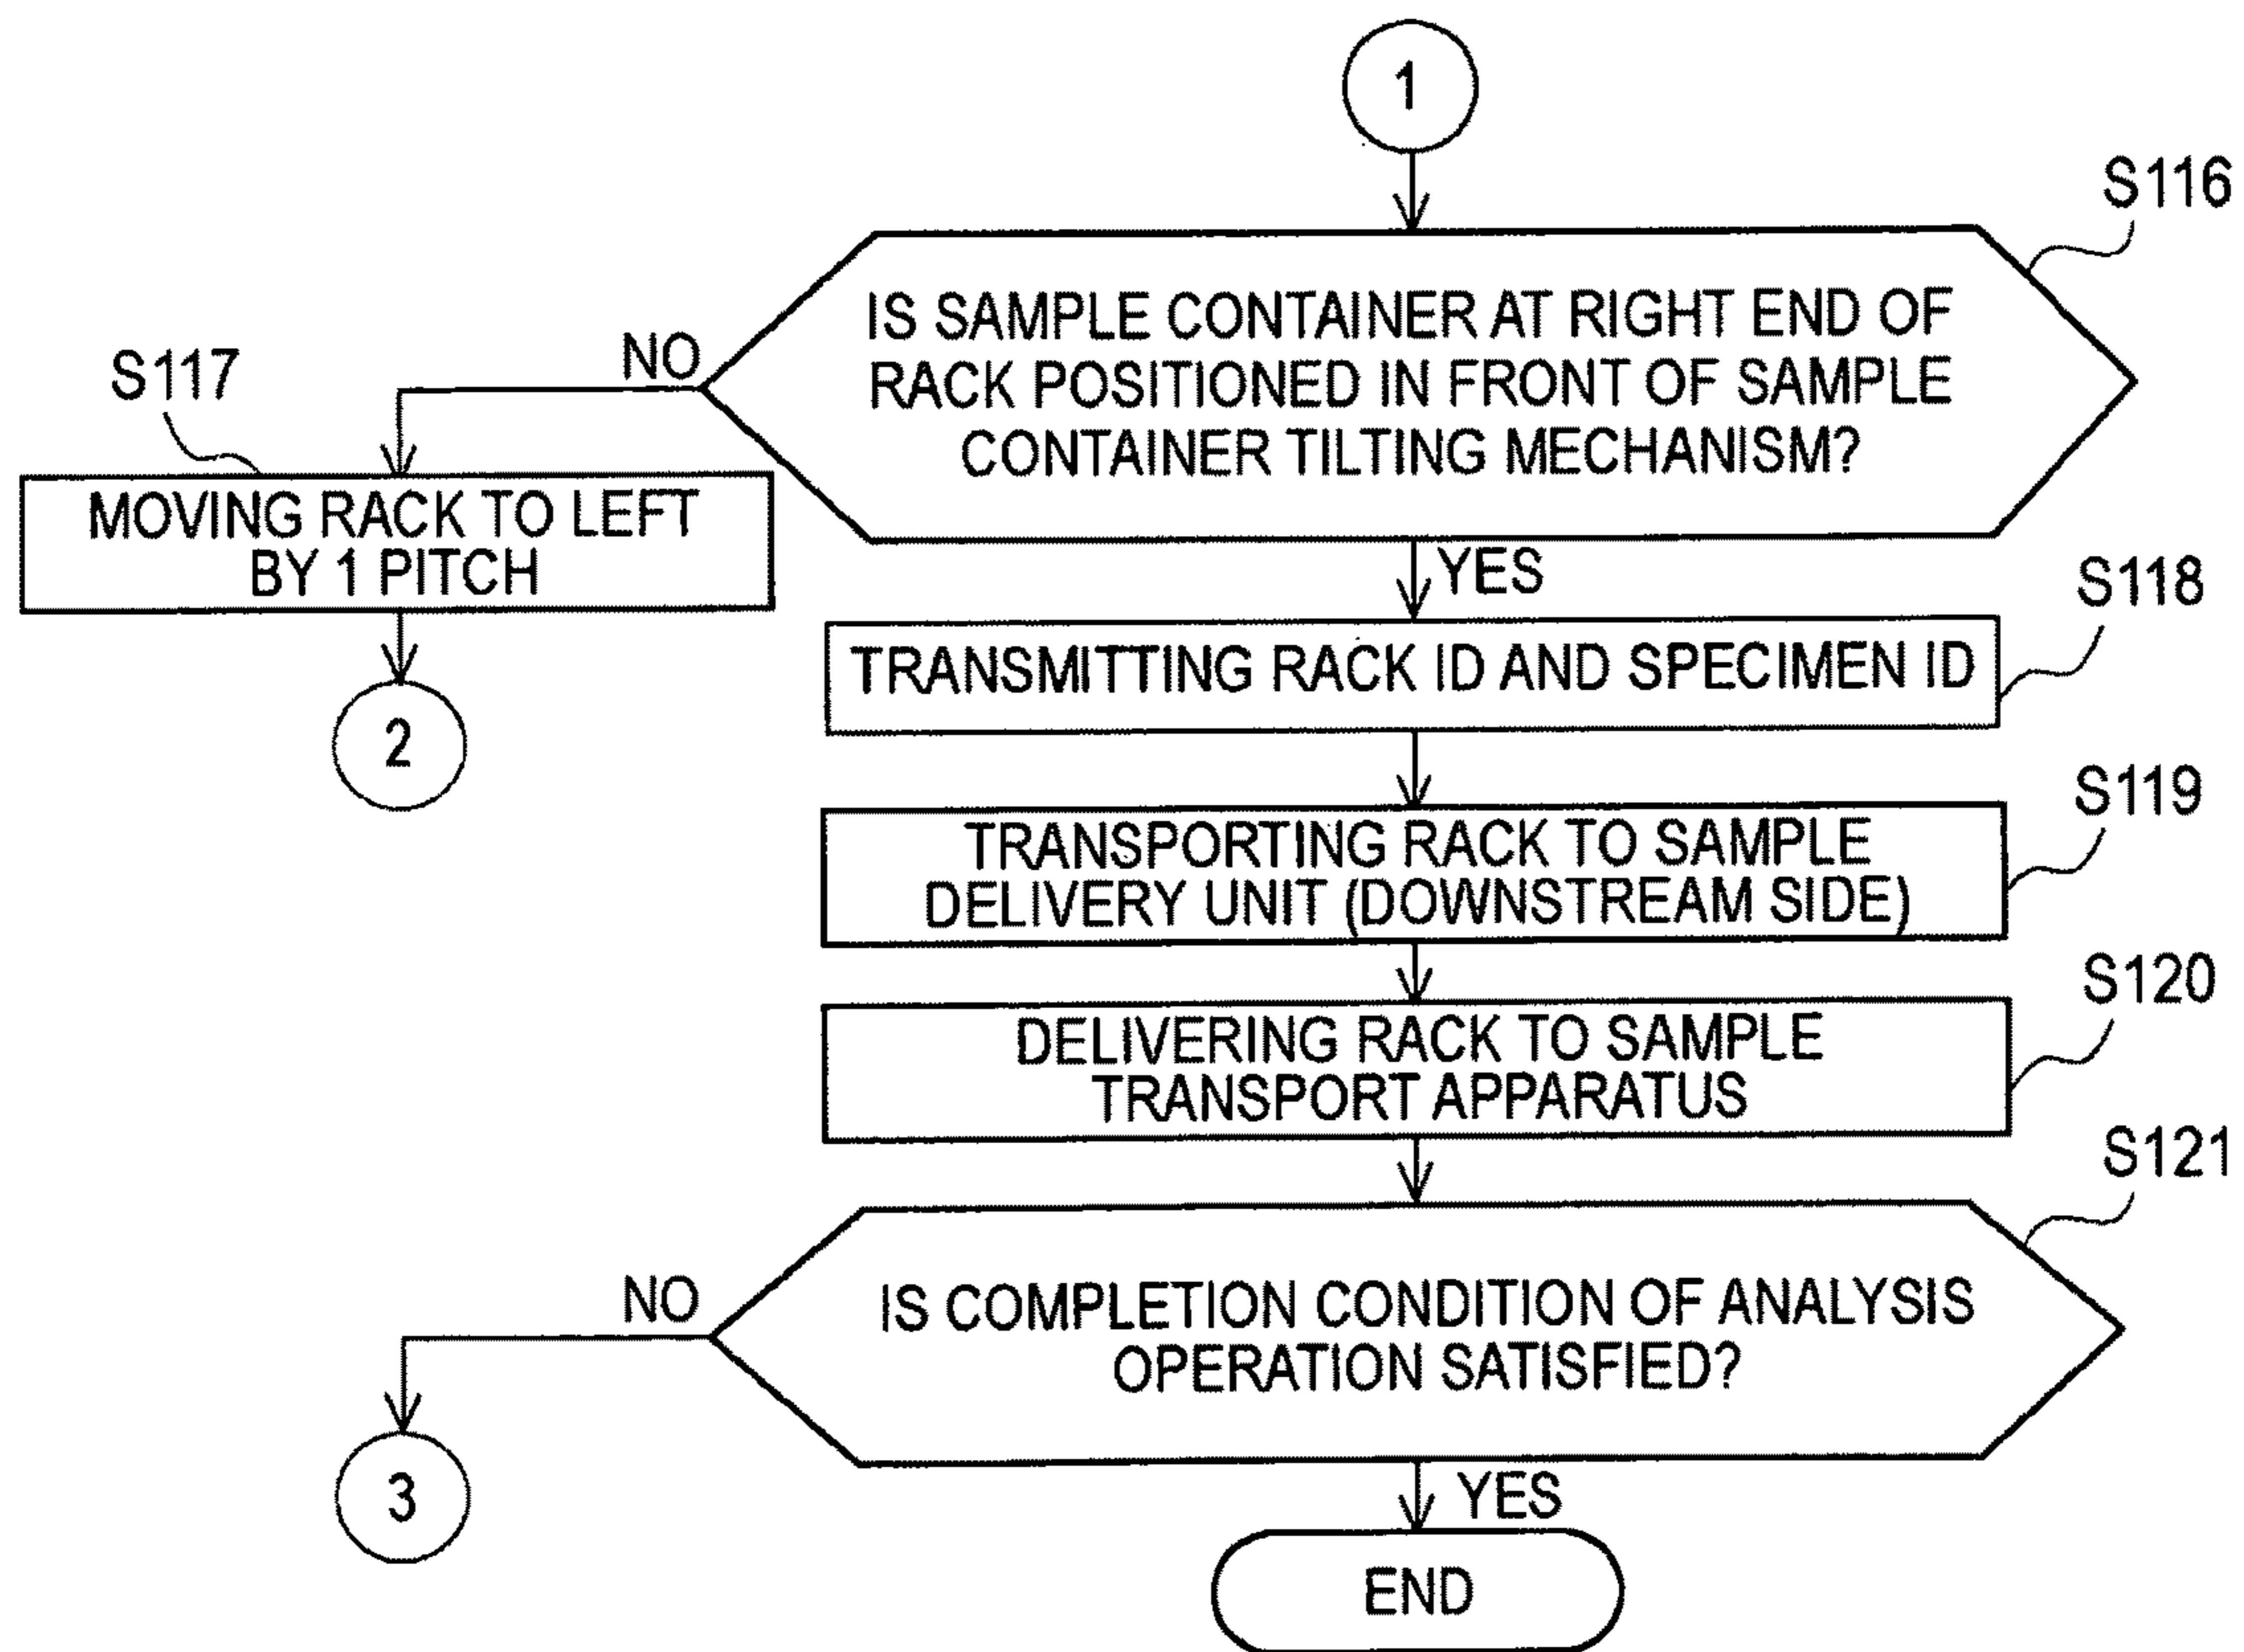 1
S116
IS SAMPLE CONTAINER AT RIGHT END OF
RACK POSITIONED IN FRONT OF SAMPLE
CONTAINER TILTING MECHANISM?
NO
S117
MOVING RACK TO LEFT
BY 1 PITCH
2
YES
S118
TRANSMITTING RACK ID AND SPECIMEN ID
S119
TRANSPORTING RACK TO SAMPLE
DELIVERY UNIT (DOWNSTREAM SIDE)
S120
DELIVERING RACK TO SAMPLE
TRANSPORT APPARATUS
S121
IS COMPLETION CONDITION OF ANALYSIS
OPERATION SATISFIED?
NO
3
YES
END